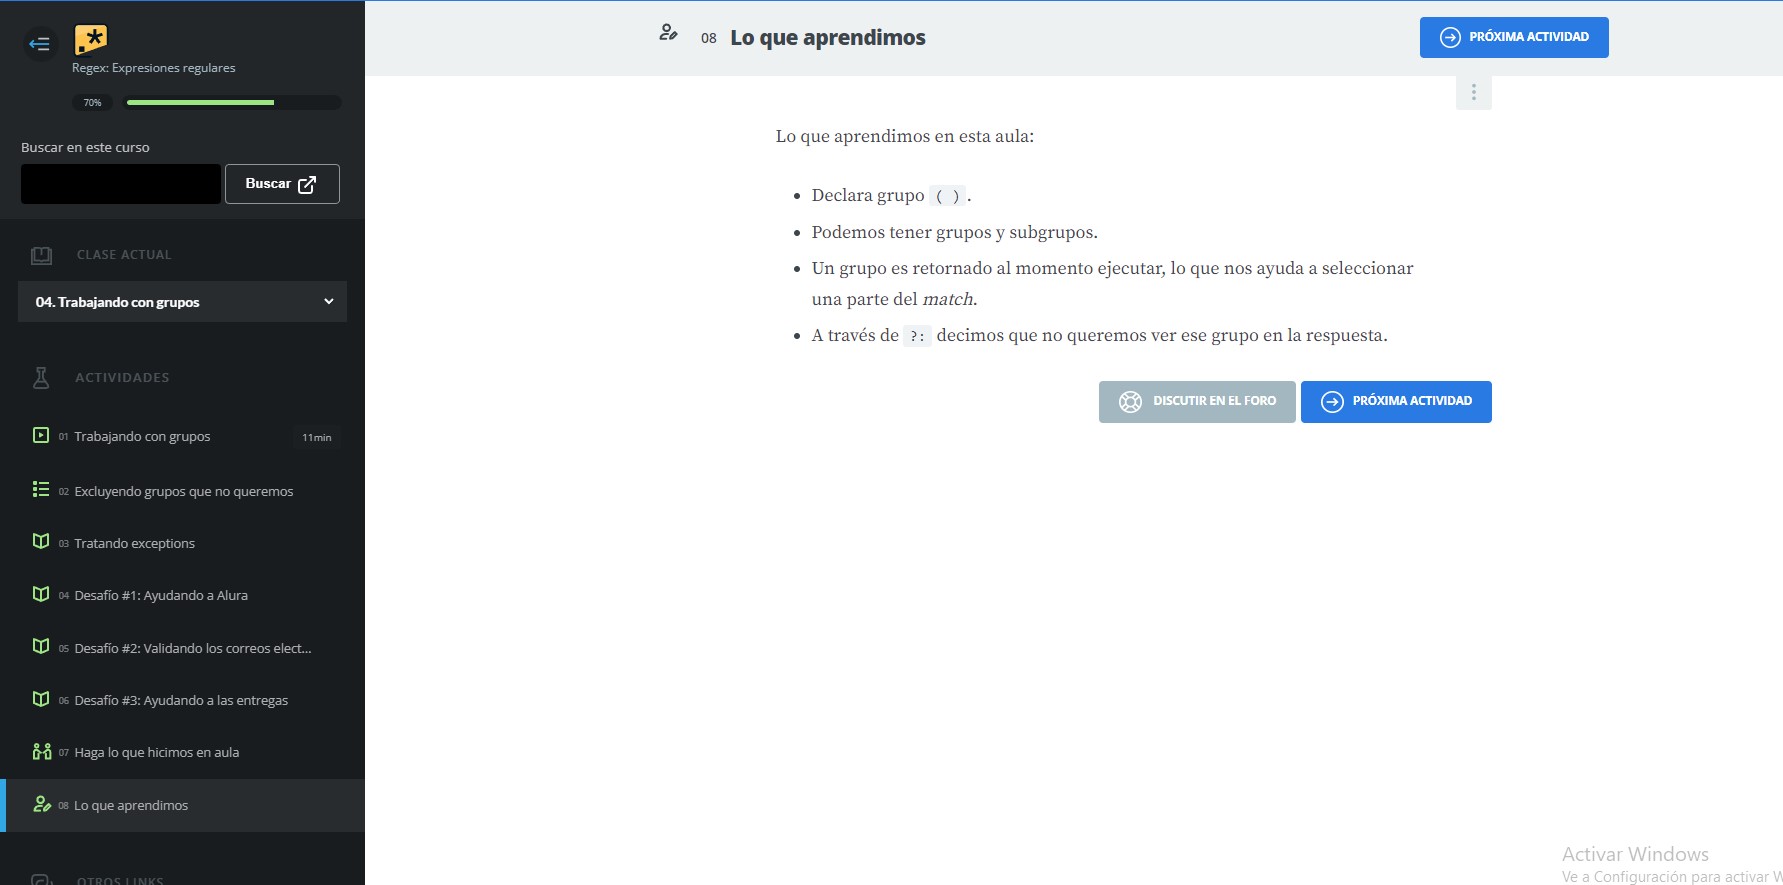 .*
Regex: Expresiones regulares
70%
Buscar en este curso
Buscar
CLASE ACTUAL
04. Trabajando con grupos
ACTIVIDADES
01 Trabajando con grupos 11min
02 Excluyendo grupos que no queremos
03 Tratando exceptions
04 Desafío #1: Ayudando a Alura
05 Desafío #2: Validando los correos elect...
06 Desafío #3: Ayudando a las entregas
07 Haga lo que hicimos en aula
08 Lo que aprendimos
OTROS LINKS
08 Lo que aprendimos
PRÓXIMA ACTIVIDAD
Lo que aprendimos en esta aula:
• Declara grupo ( ) .
• Podemos tener grupos y subgrupos.
• Un grupo es retornado al momento ejecutar, lo que nos ayuda a seleccionar
una parte del match.
• A través de ?: decimos que no queremos ver ese grupo en la respuesta.
DISCUTIR EN EL FORO
PRÓXIMA ACTIVIDAD
Activar Windows
Ve a Configuración para activar W